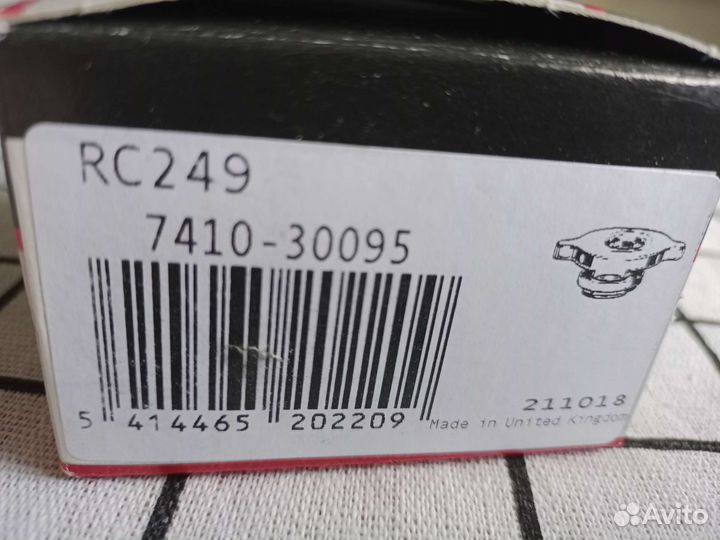 RC249
7410-30095
5 414465 202209
211018
Made in United Kingdom
Avito